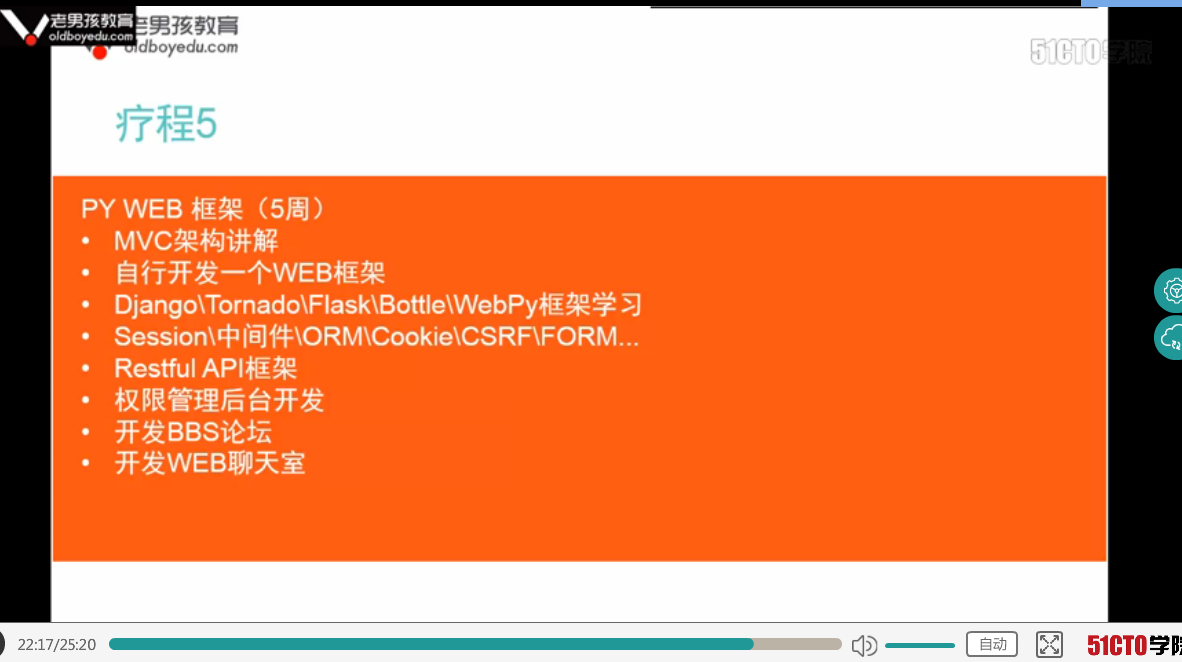 老男孩教育
oldboyedu.com
老男孩教育
oldboyedu.com
51CTO学院
疗程5
PY WEB 框架（5周）
• MVC架构讲解
• 自行开发一个WEB框架
• Django\Tornado\Flask\Bottle\WebPy框架学习
• Session\中间件\ORM\Cookie\CSRF\FORM...
• Restful API框架
• 权限管理后台开发
• 开发BBS论坛
• 开发WEB聊天室
22:17/25:20
自动
51CTO学院